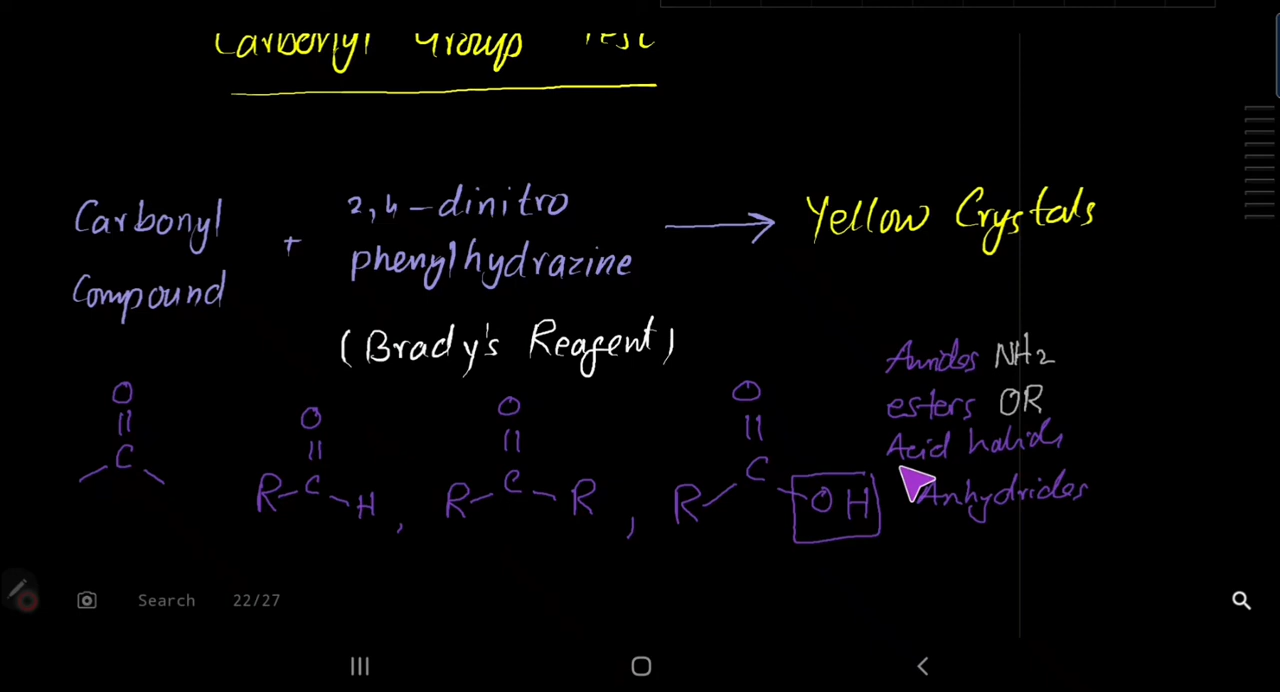 Carbonyl Group Test
Carbonyl + 2,4-dinitro → Yellow Crystals
Compound phenylhydrazine
(Brady's Reagent)
Amides NH2
esters OR
Acid halids
Anhydrides
O O O O
|| || || ||
C R-C-H, R-C-R, R-C-OH
Search 22/27